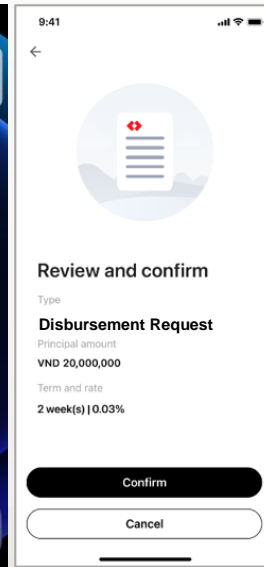 9:41
Review and confirm
Type
Disbursement Request
Principal amount
VND 20,000,000
Term and rate
2 week(s) | 0.03%
Confirm
Cancel